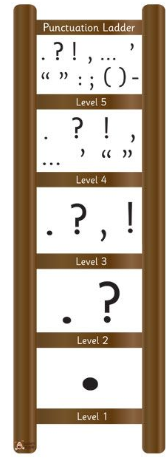 Punctuation Ladder
. ? ! , ... ’
“ ” : ; ( ) -
Level 5
. ? ! ,
... ’ “ ”
Level 4
. ? , !
Level 3
. ?
Level 2
.
Level 1